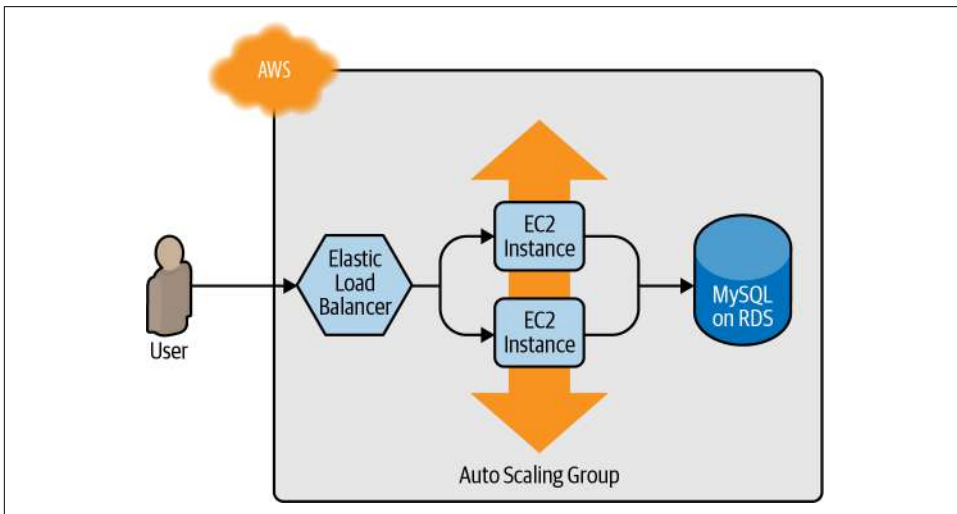 AWS
User
Elastic
Load
Balancer
EC2
Instance
EC2
Instance
MySQL
on RDS
Auto Scaling Group